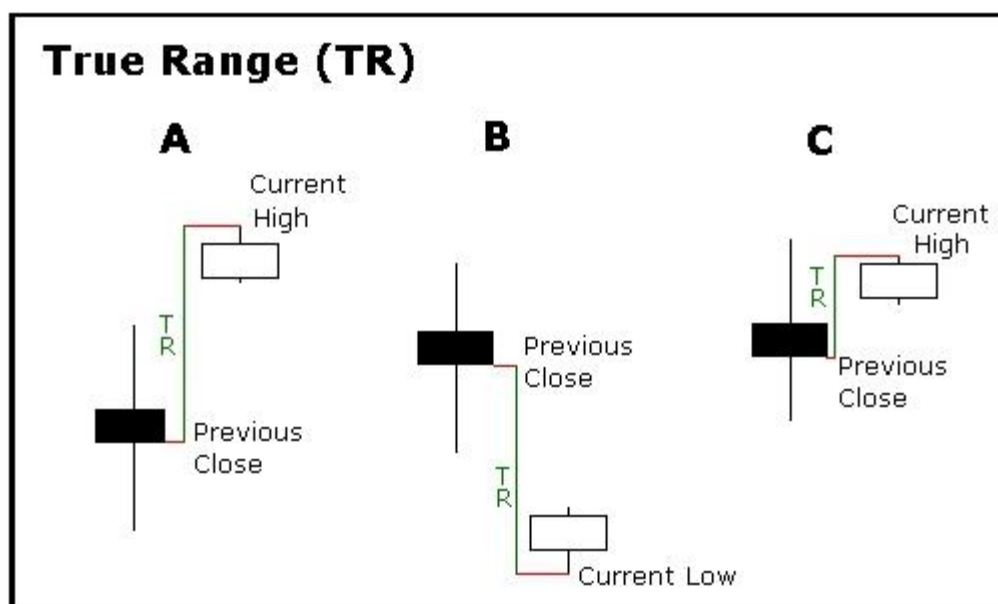 True Range (TR)
A
B
C
Current
High
T
R
Previous
Close
Previous
Close
T
R
Current Low
Current
High
T
R
Previous
Close